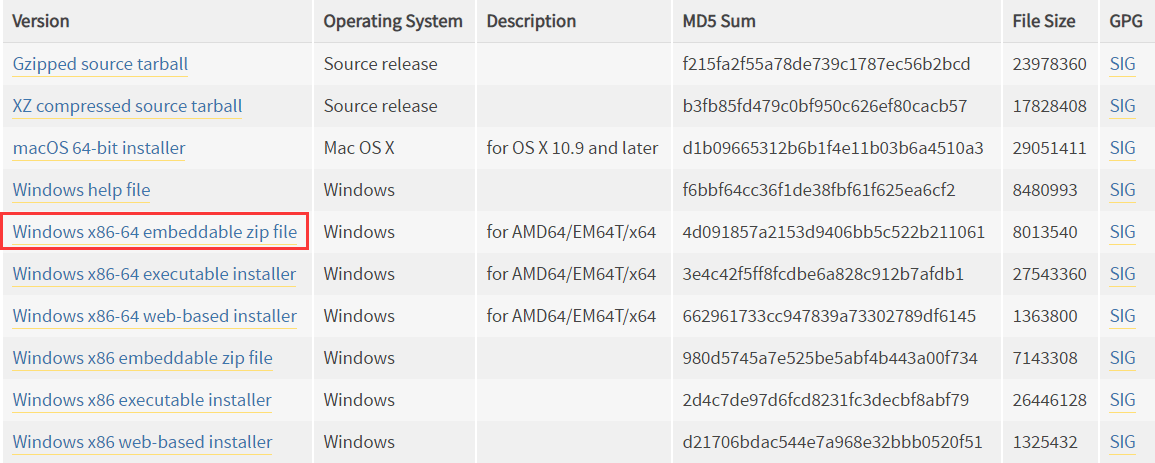 Version Operating System Description MD5 Sum File Size GPG
Gzipped source tarball Source release f215fa2f55a78de739c1787ec56b2bcd 23978360 SIG
XZ compressed source tarball Source release b3fb85fd479c0bf950c626ef80cacb57 17828408 SIG
macOS 64-bit installer Mac OS X for OS X 10.9 and later d1b09665312b6b1f4e11b03b6a4510a3 29051411 SIG
Windows help file Windows f6bbf64cc36f1de38fbf61f625ea6cf2 8480993 SIG
Windows x86-64 embeddable zip file Windows for AMD64/EM64T/x64 4d091857a2153d9406bb5c522b211061 8013540 SIG
Windows x86-64 executable installer Windows for AMD64/EM64T/x64 3e4c42f5ff8fcdbe6a828c912b7afdb1 27543360 SIG
Windows x86-64 web-based installer Windows for AMD64/EM64T/x64 662961733cc947839a73302789df6145 1363800 SIG
Windows x86 embeddable zip file Windows 980d5745a7e525be5abf4b443a00f734 7143308 SIG
Windows x86 executable installer Windows 2d4c7de97d6fcd8231fc3decbf8abf79 26446128 SIG
Windows x86 web-based installer Windows d21706bdac544e7a968e32bbb0520f51 1325432 SIG